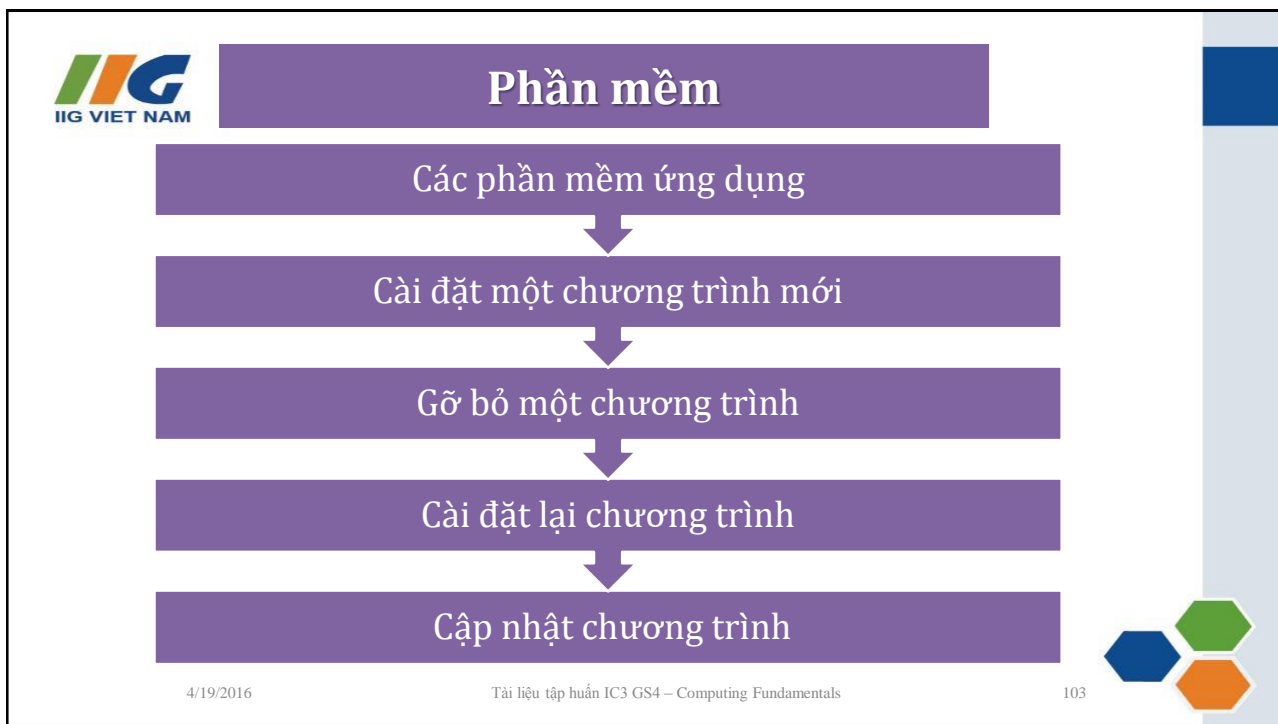 IIG VIET NAM
Phần mềm
Các phần mềm ứng dụng
Cài đặt một chương trình mới
Gỡ bỏ một chương trình
Cài đặt lại chương trình
Cập nhật chương trình
4/19/2016
Tài liệu tập huấn IC3 GS4 – Computing Fundamentals
103